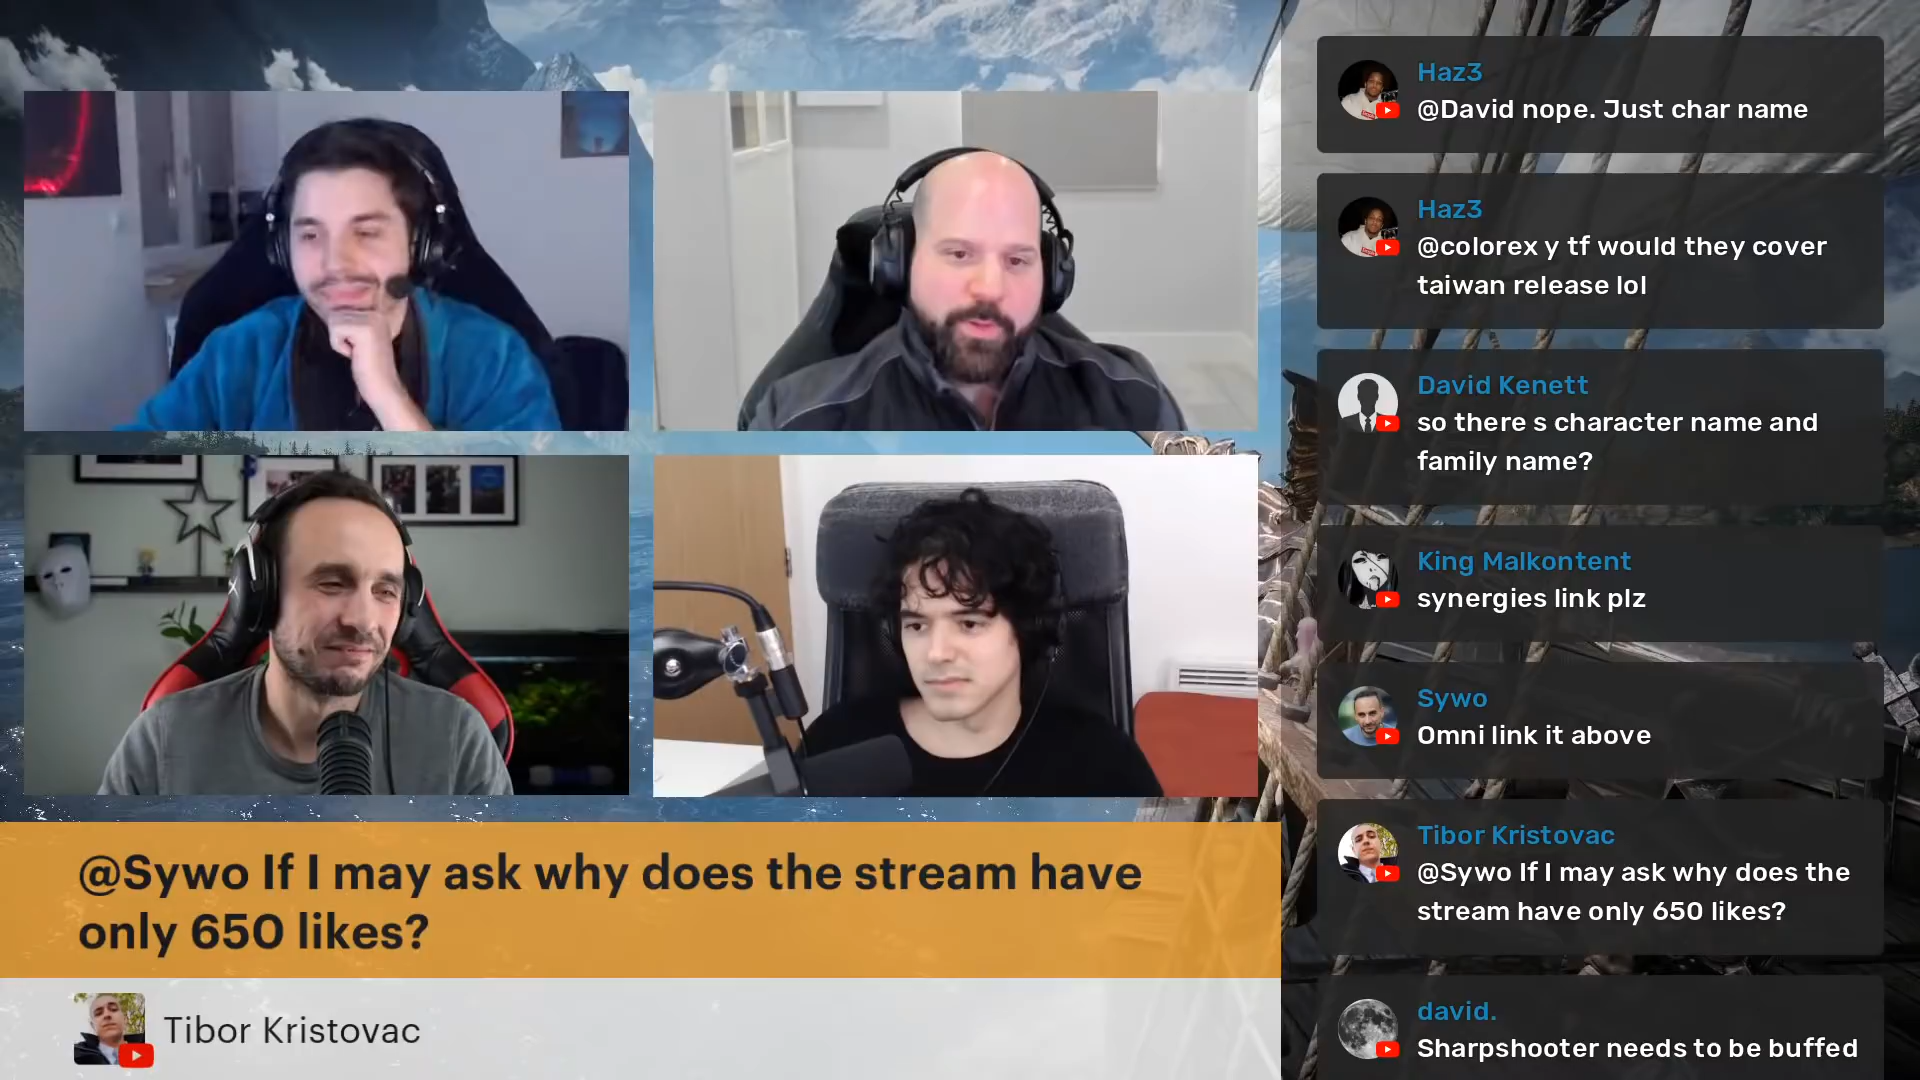 @Sywo If I may ask why does the stream have
only 650 likes?
Tibor Kristovac
Haz3
@David nope. Just char name
Haz3
@colorex y tf would they cover
taiwan release lol
David Kenett
so there s character name and
family name?
King Malkontent
synergies link plz
Sywo
Omni link it above
Tibor Kristovac
@Sywo If I may ask why does the
stream have only 650 likes?
david.
Sharpshooter needs to be buffed